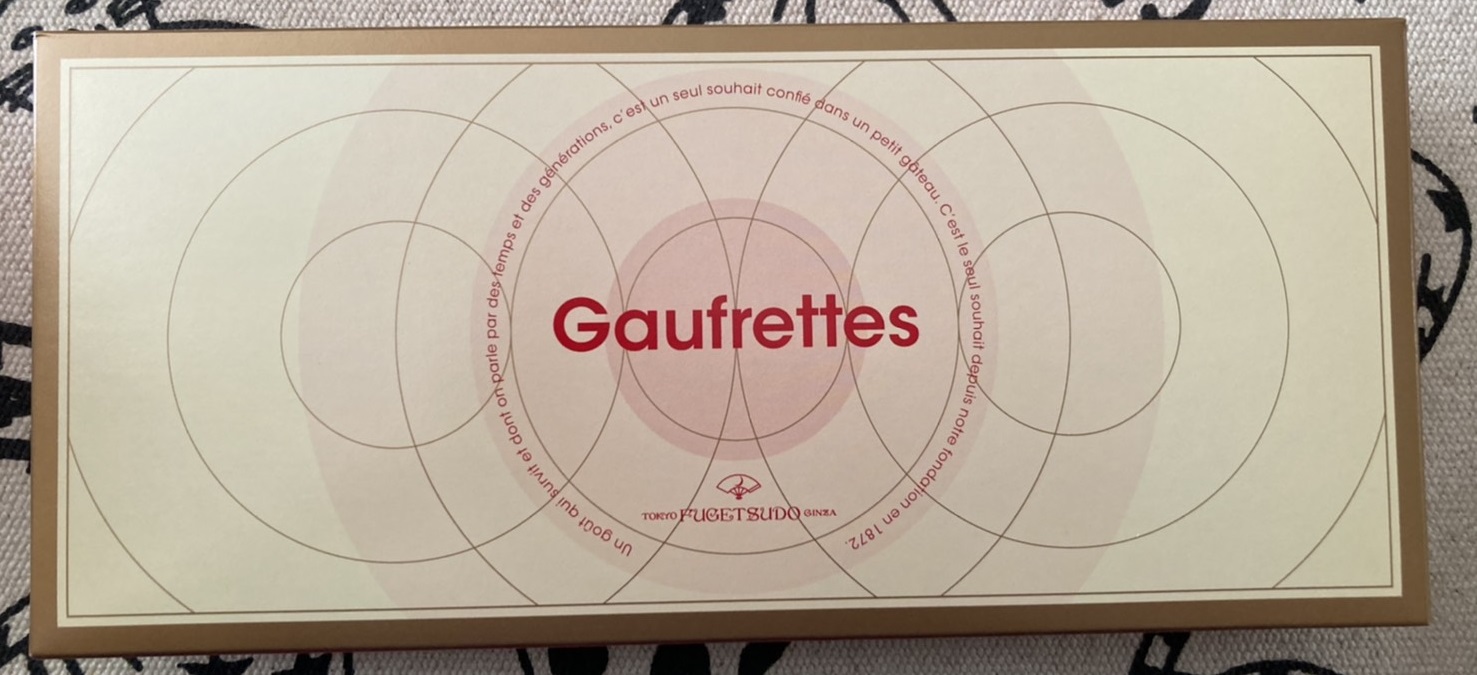 Un goût qui survit et dont on parle par des temps et des générations, c'est un seul souhait confié dans un petit gâteau. C'est le seul souhait depuis notre fondation en 1872.
Gaufrettes
TOKYO FUGETSUDO GINZA